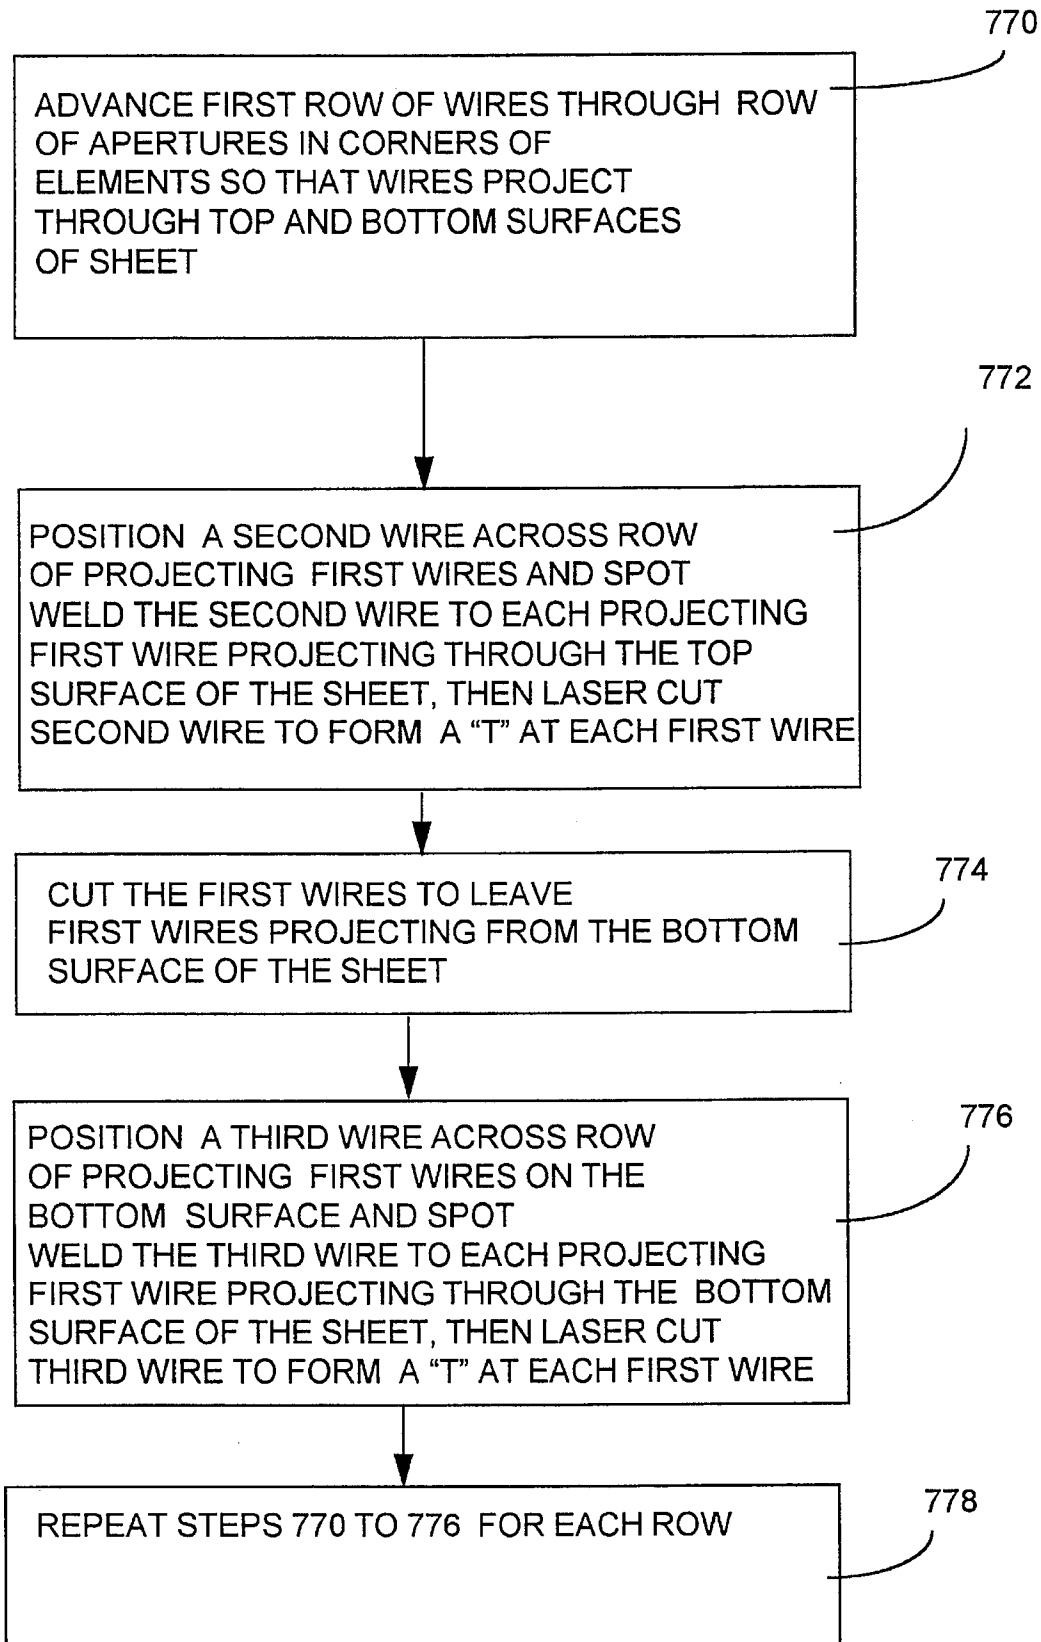 770
ADVANCE FIRST ROW OF WIRES THROUGH ROW
OF APERTURES IN CORNERS OF
ELEMENTS SO THAT WIRES PROJECT
THROUGH TOP AND BOTTOM SURFACES
OF SHEET
772
POSITION A SECOND WIRE ACROSS ROW
OF PROJECTING FIRST WIRES AND SPOT
WELD THE SECOND WIRE TO EACH PROJECTING
FIRST WIRE PROJECTING THROUGH THE TOP
SURFACE OF THE SHEET, THEN LASER CUT
SECOND WIRE TO FORM A “T” AT EACH FIRST WIRE
774
CUT THE FIRST WIRES TO LEAVE
FIRST WIRES PROJECTING FROM THE BOTTOM
SURFACE OF THE SHEET
776
POSITION A THIRD WIRE ACROSS ROW
OF PROJECTING FIRST WIRES ON THE
BOTTOM SURFACE AND SPOT
WELD THE THIRD WIRE TO EACH PROJECTING
FIRST WIRE PROJECTING THROUGH THE BOTTOM
SURFACE OF THE SHEET, THEN LASER CUT
THIRD WIRE TO FORM A “T” AT EACH FIRST WIRE
778
REPEAT STEPS 770 TO 776 FOR EACH ROW